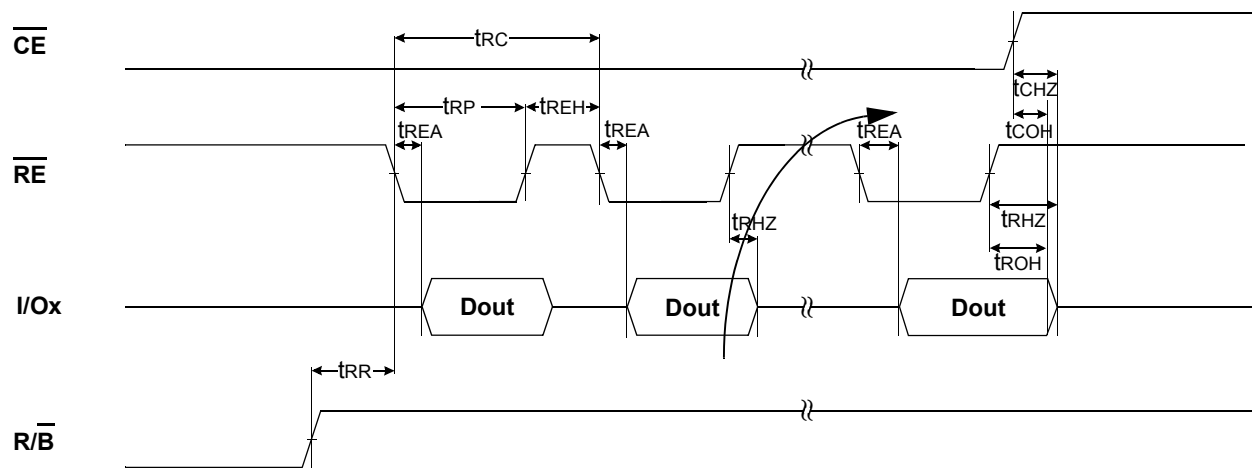 CE
tRC
tCHZ
tRP
tREH
tREA
tREA
tREA
tCOH
RE
tRHZ
tRHZ
tROH
I/Ox
Dout
Dout
Dout
tRR
R/B